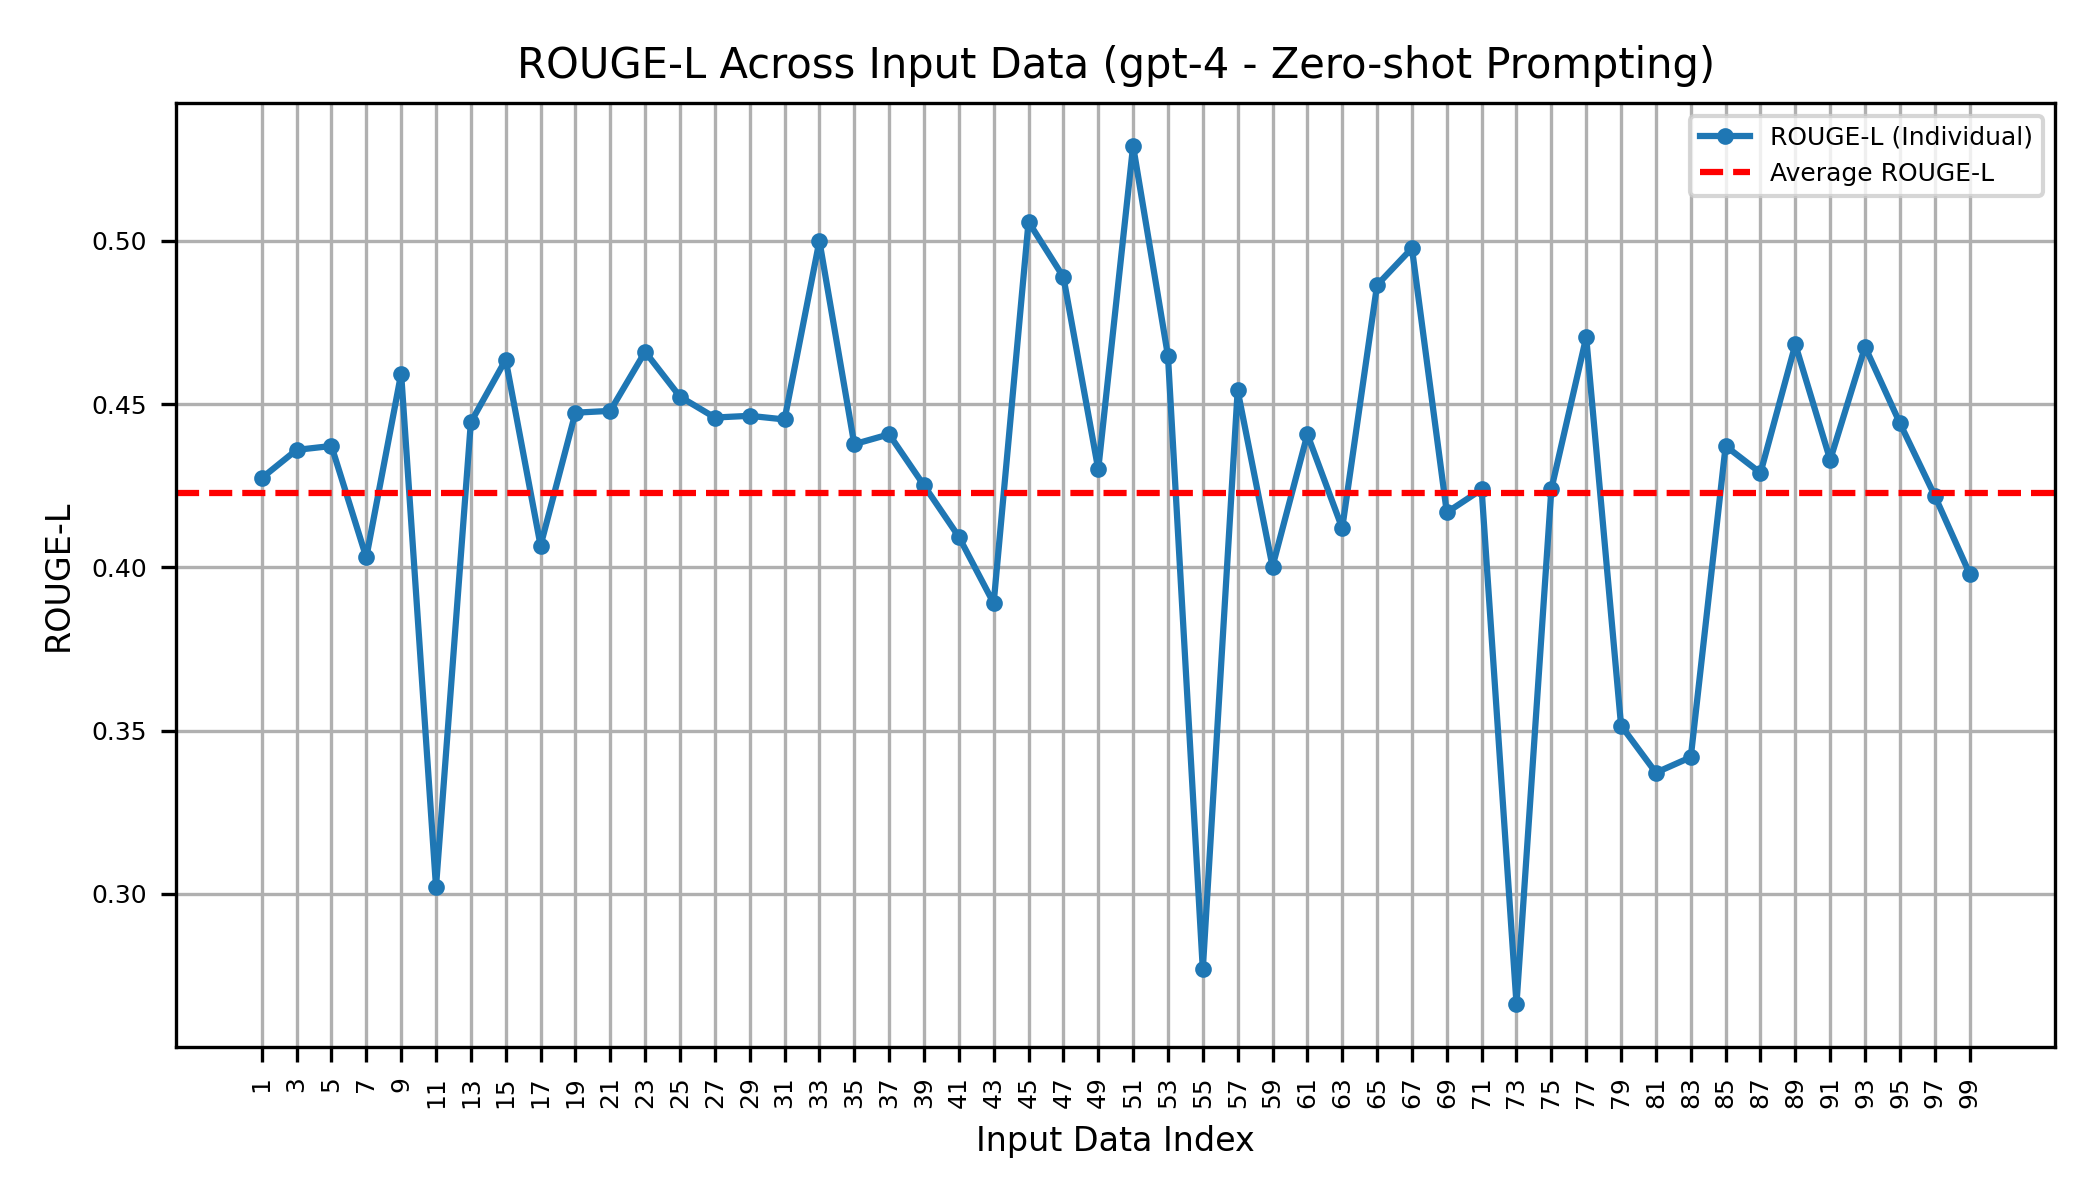 ROUGE-L Across Input Data (gpt-4 - Zero-shot Prompting)
ROUGE-L (Individual)
Average ROUGE-L
ROUGE-L
0.50
0.45
0.40
0.35
0.30
1 3 5 7 9 11 13 15 17 19 21 23 25 27 29 31 33 35 37 39 41 43 45 47 49 51 53 55 57 59 61 63 65 67 69 71 73 75 77 79 81 83 85 87 89 91 93 95 97 99
Input Data Index